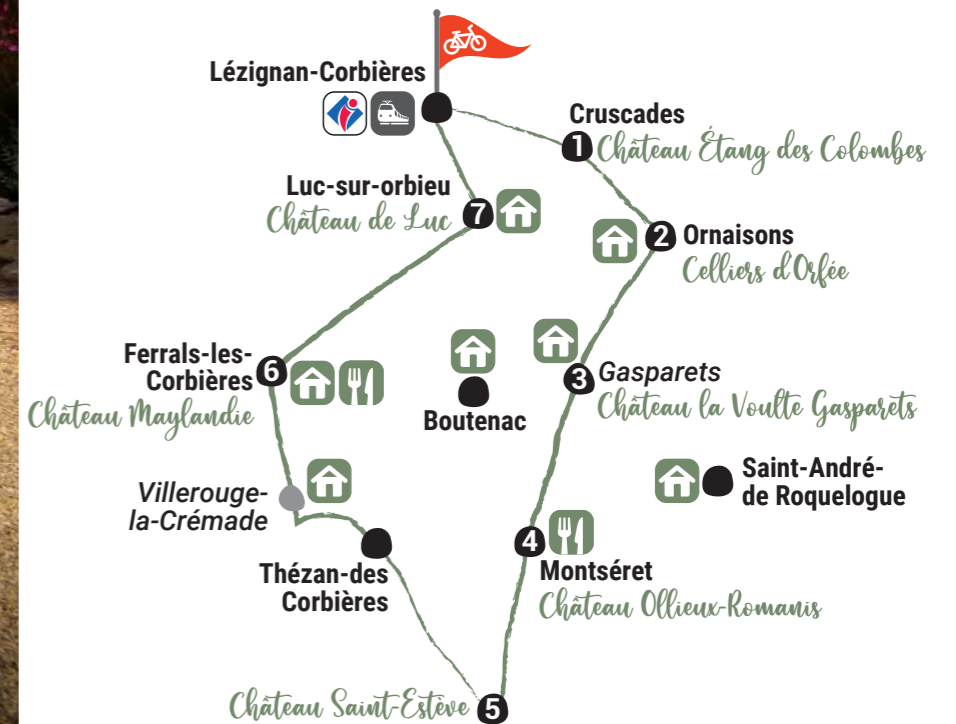 Lézignan-Corbières
Cruscades
1 Château Étang des Colombes
Luc-sur-orbieu
Château de Luc 7
2 Ornaisons
Celliers d'Orfée
Ferrals-les-
Corbières 6
Château Maylandie
Boutenac
3 Gasparets
Château la Voulte Gasparets
Saint-André-
de Roquelogue
Villerouge-
la-Crémade
4
Montséret
Château Ollieux-Romanis
Thézan-des
Corbières
Château Saint-Estève 5